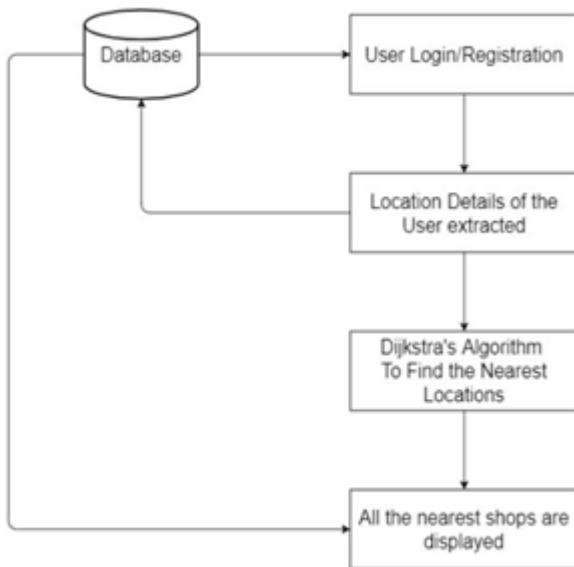 Database
User Login/Registration
Location Details of the
User extracted
Dijkstra's Algorithm
To Find the Nearest
Locations
All the nearest shops are
displayed